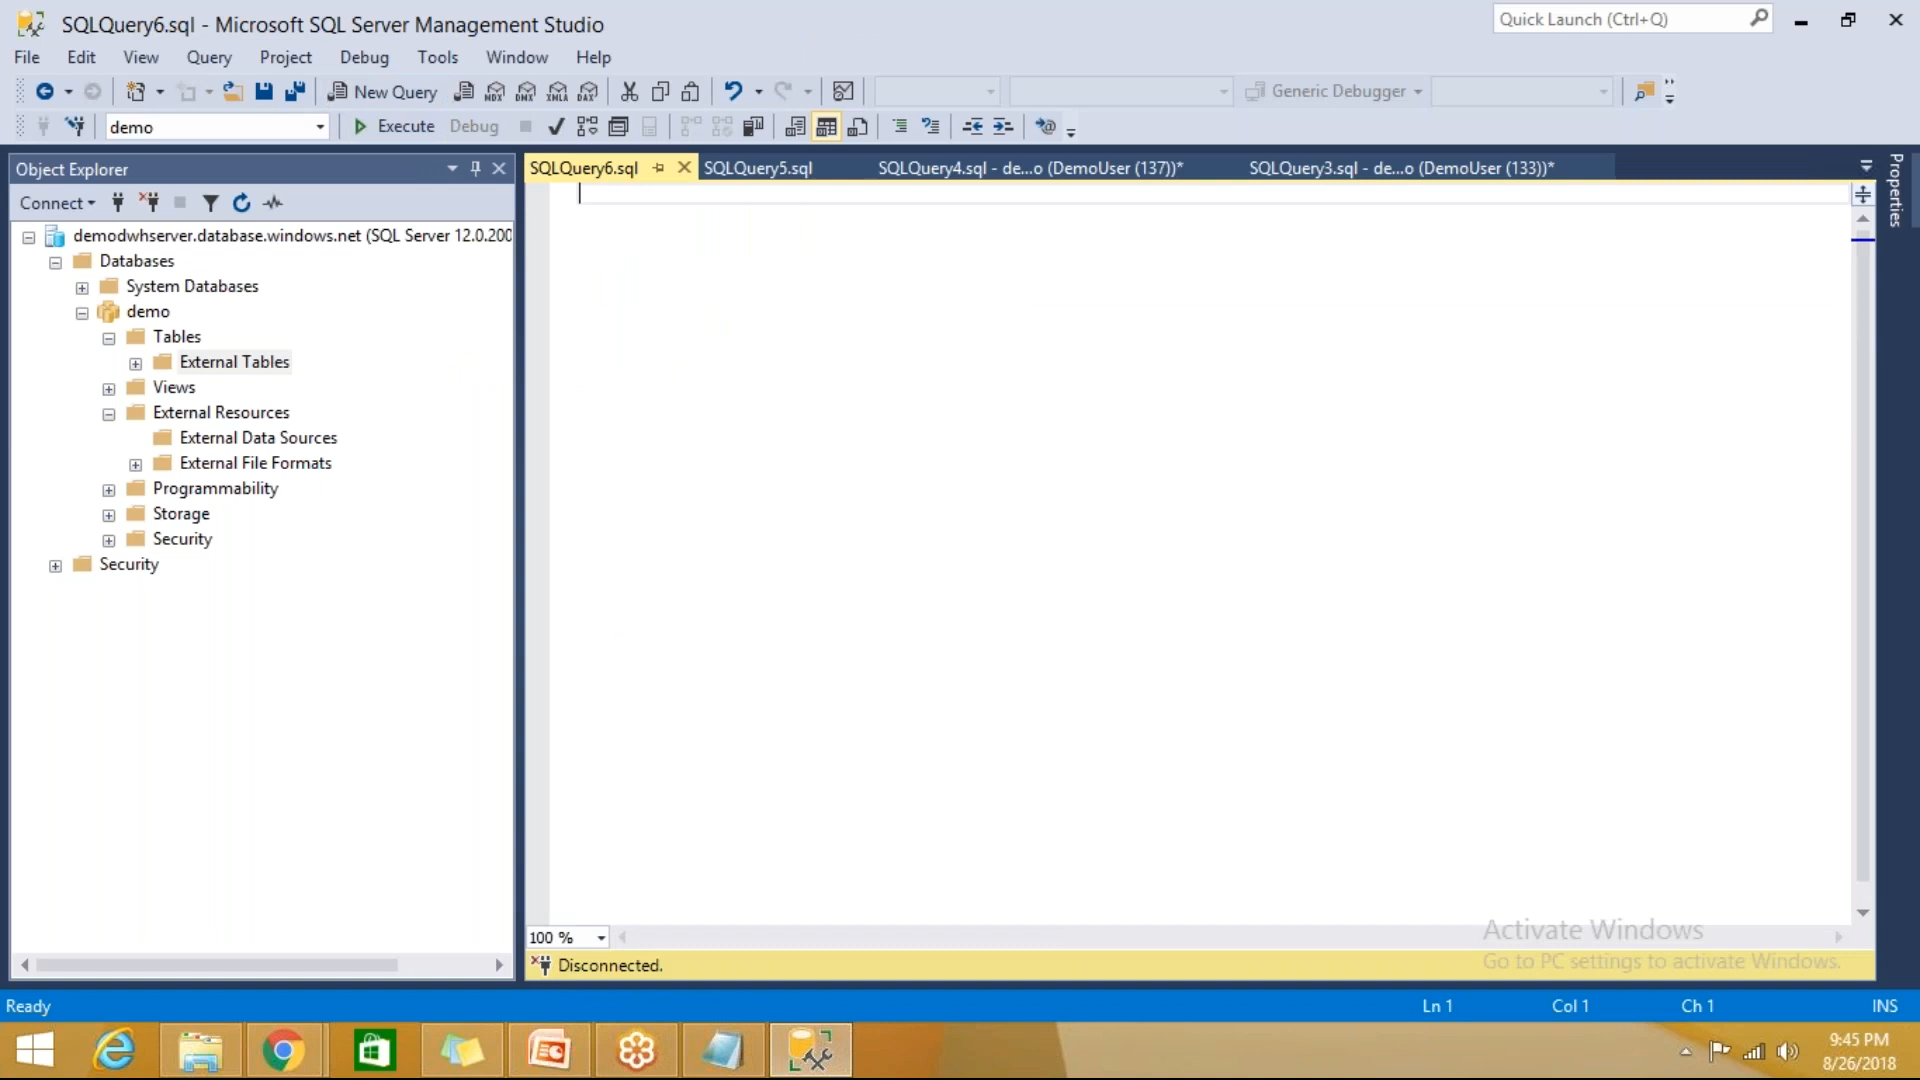 SQLQuery6.sql - Microsoft SQL Server Management Studio
Quick Launch (Ctrl+Q)
File Edit View Query Project Debug Tools Window Help
New Query MDX DMX XMLA DAX Generic Debugger
demo Execute Debug
Object Explorer
SQLQuery6.sql SQLQuery5.sql SQLQuery4.sql - de...o (DemoUser (137))* SQLQuery3.sql - de...o (DemoUser (133))*
Properties
Connect
demodwhserver.database.windows.net (SQL Server 12.0.200
Databases
System Databases
demo
Tables
External Tables
Views
External Resources
External Data Sources
External File Formats
Programmability
Storage
Security
Security
100 %
Disconnected.
Activate Windows
Go to PC settings to activate Windows.
Ready Ln 1 Col 1 Ch 1 INS
9:45 PM
8/26/2018